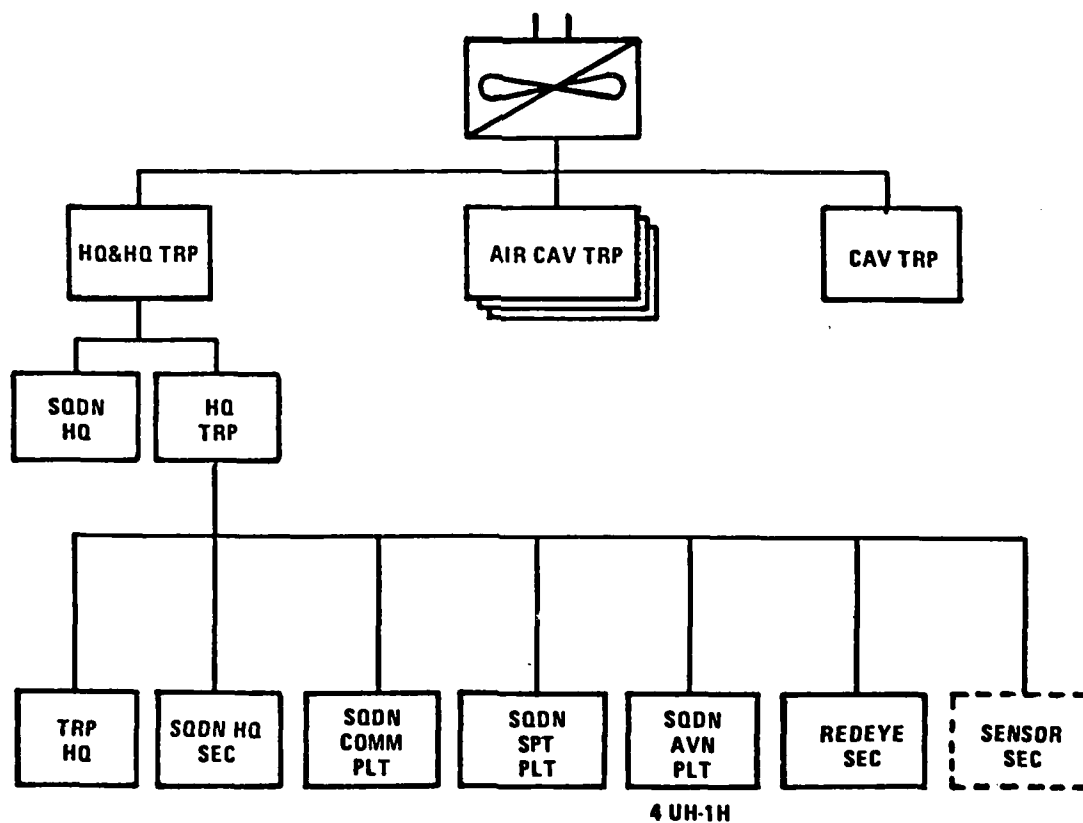 HQ&HQ TRP
AIR CAV TRP
CAV TRP
SQDN
HQ
HQ
TRP
TRP
HQ
SQDN HQ
SEC
SQDN
COMM
PLT
SQDN
SPT
PLT
SQDN
AVN
PLT
REDEYE
SEC
SENSOR
SEC
4 UH-1H